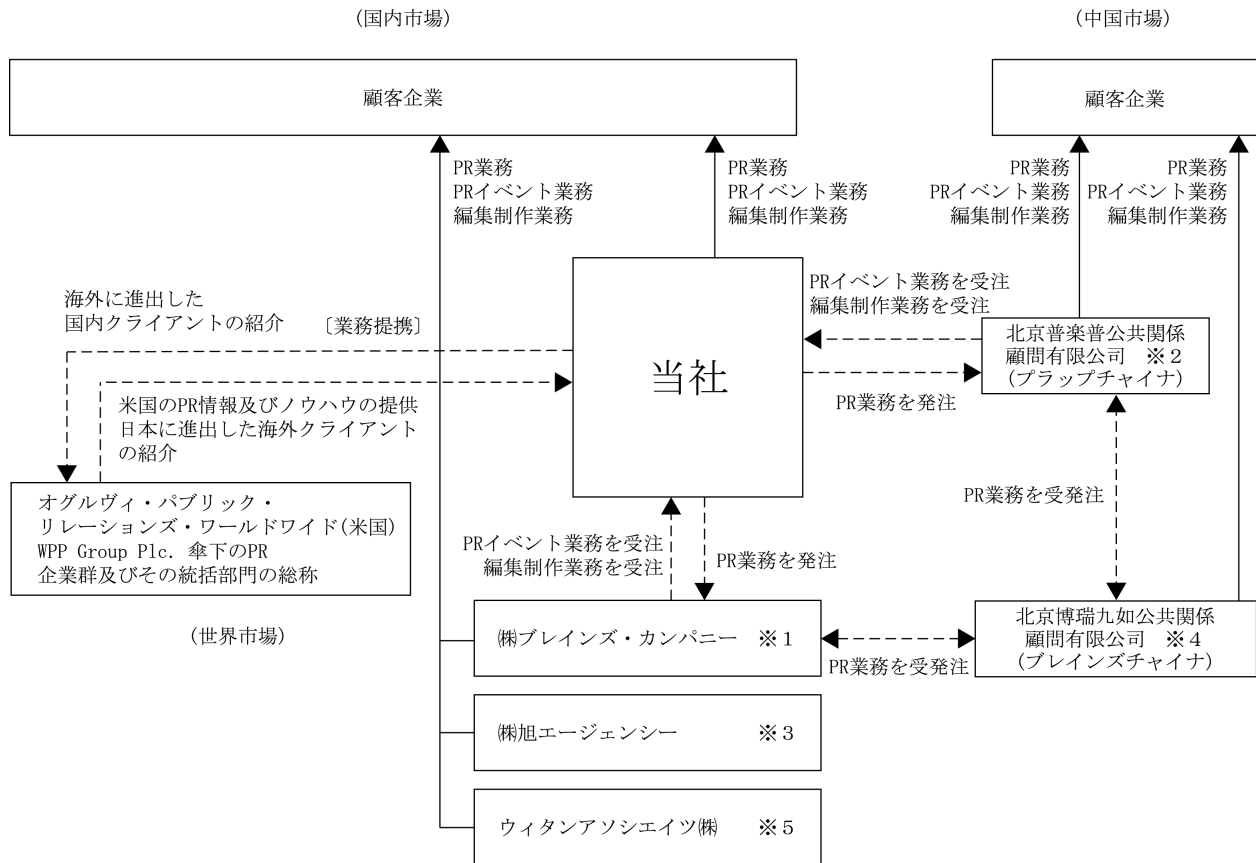 (国内市場)
(中国市場)
顧客企業
顧客企業
PR業務
PRイベント業務
編集制作業務
PR業務
PRイベント業務
編集制作業務
PR業務
PRイベント業務
編集制作業務
PR業務
PRイベント業務
編集制作業務
海外に進出した
国内クライアントの紹介
〔業務提携〕
米国のPR情報及びノウハウの提供
日本に進出した海外クライアント
の紹介
当社
PRイベント業務を受注
編集制作業務を受注
PR業務を発注
北京普楽普公共関係
顧問有限公司 ※2
(プラップチャイナ)
PR業務を受発注
オグルヴィ・パブリック・
リレーションズ・ワールドワイド(米国)
WPP Group Plc. 傘下のPR
企業群及びその統括部門の総称
(世界市場)
PRイベント業務を受注
編集制作業務を受注
PR業務を発注
㈱ブレインズ・カンパニー ※1
PR業務を受発注
北京博瑞九如公共関係
顧問有限公司 ※4
(ブレインズチャイナ)
㈱旭エージェンシー ※3
ウィタンアソシエイツ㈱ ※5